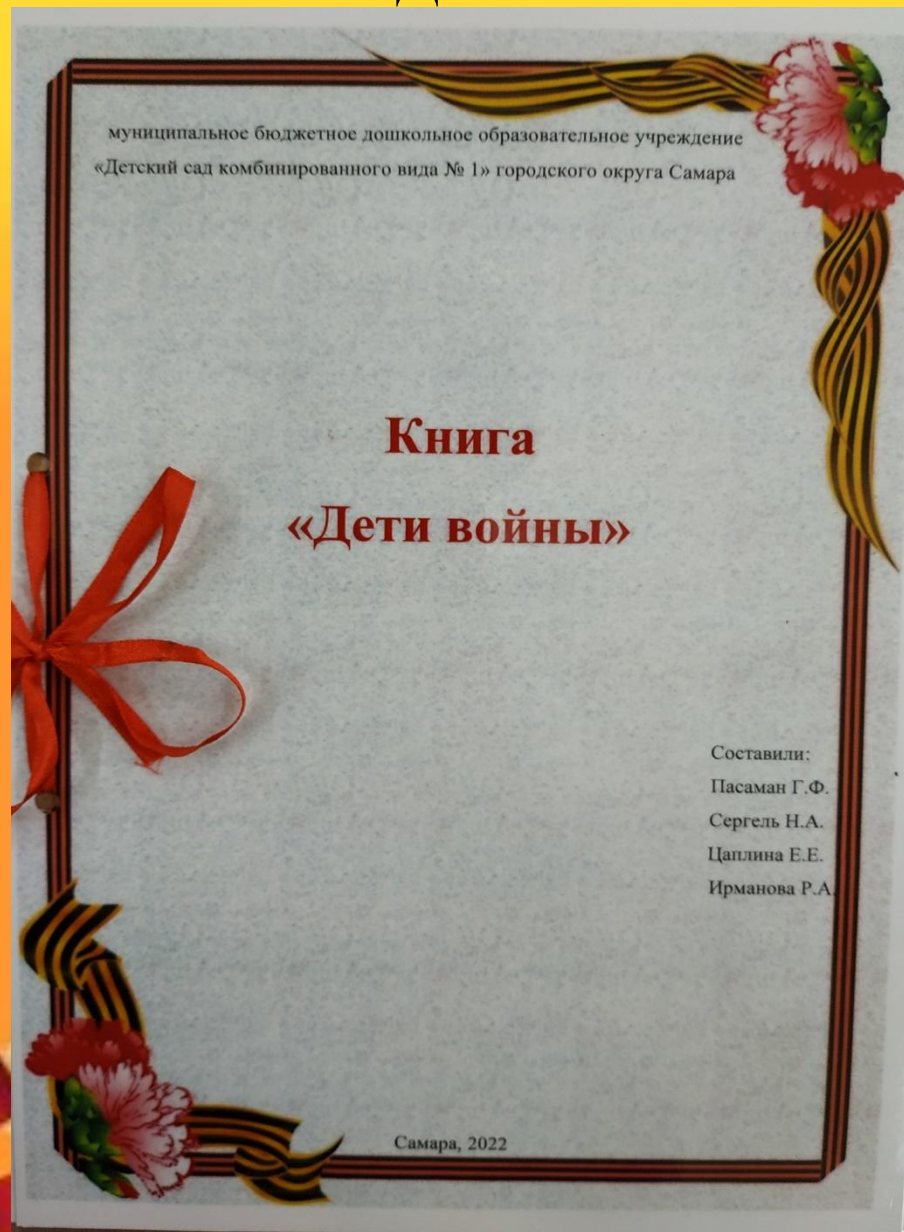 муниципальное бюджетное дошкольное образовательное учреждение
«Детский сад комбинированного вида № 1» городского округа Самара
Книга
«Дети войны»
Составили:
Пасаман Г.Ф.
Сергель Н.А.
Цаплина Е.Е.
Ирманова Р.А.
Самара, 2022